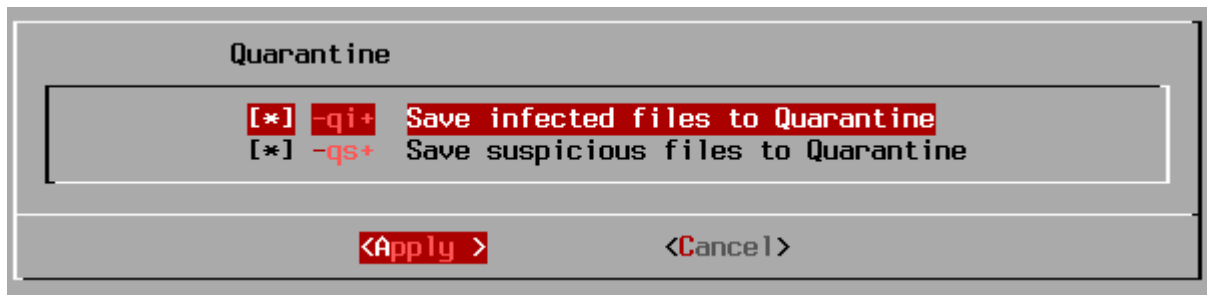 Quarantine
[*] -qi+ Save infected files to Quarantine
[*] -qs+ Save suspicious files to Quarantine
<Apply > <Cancel>